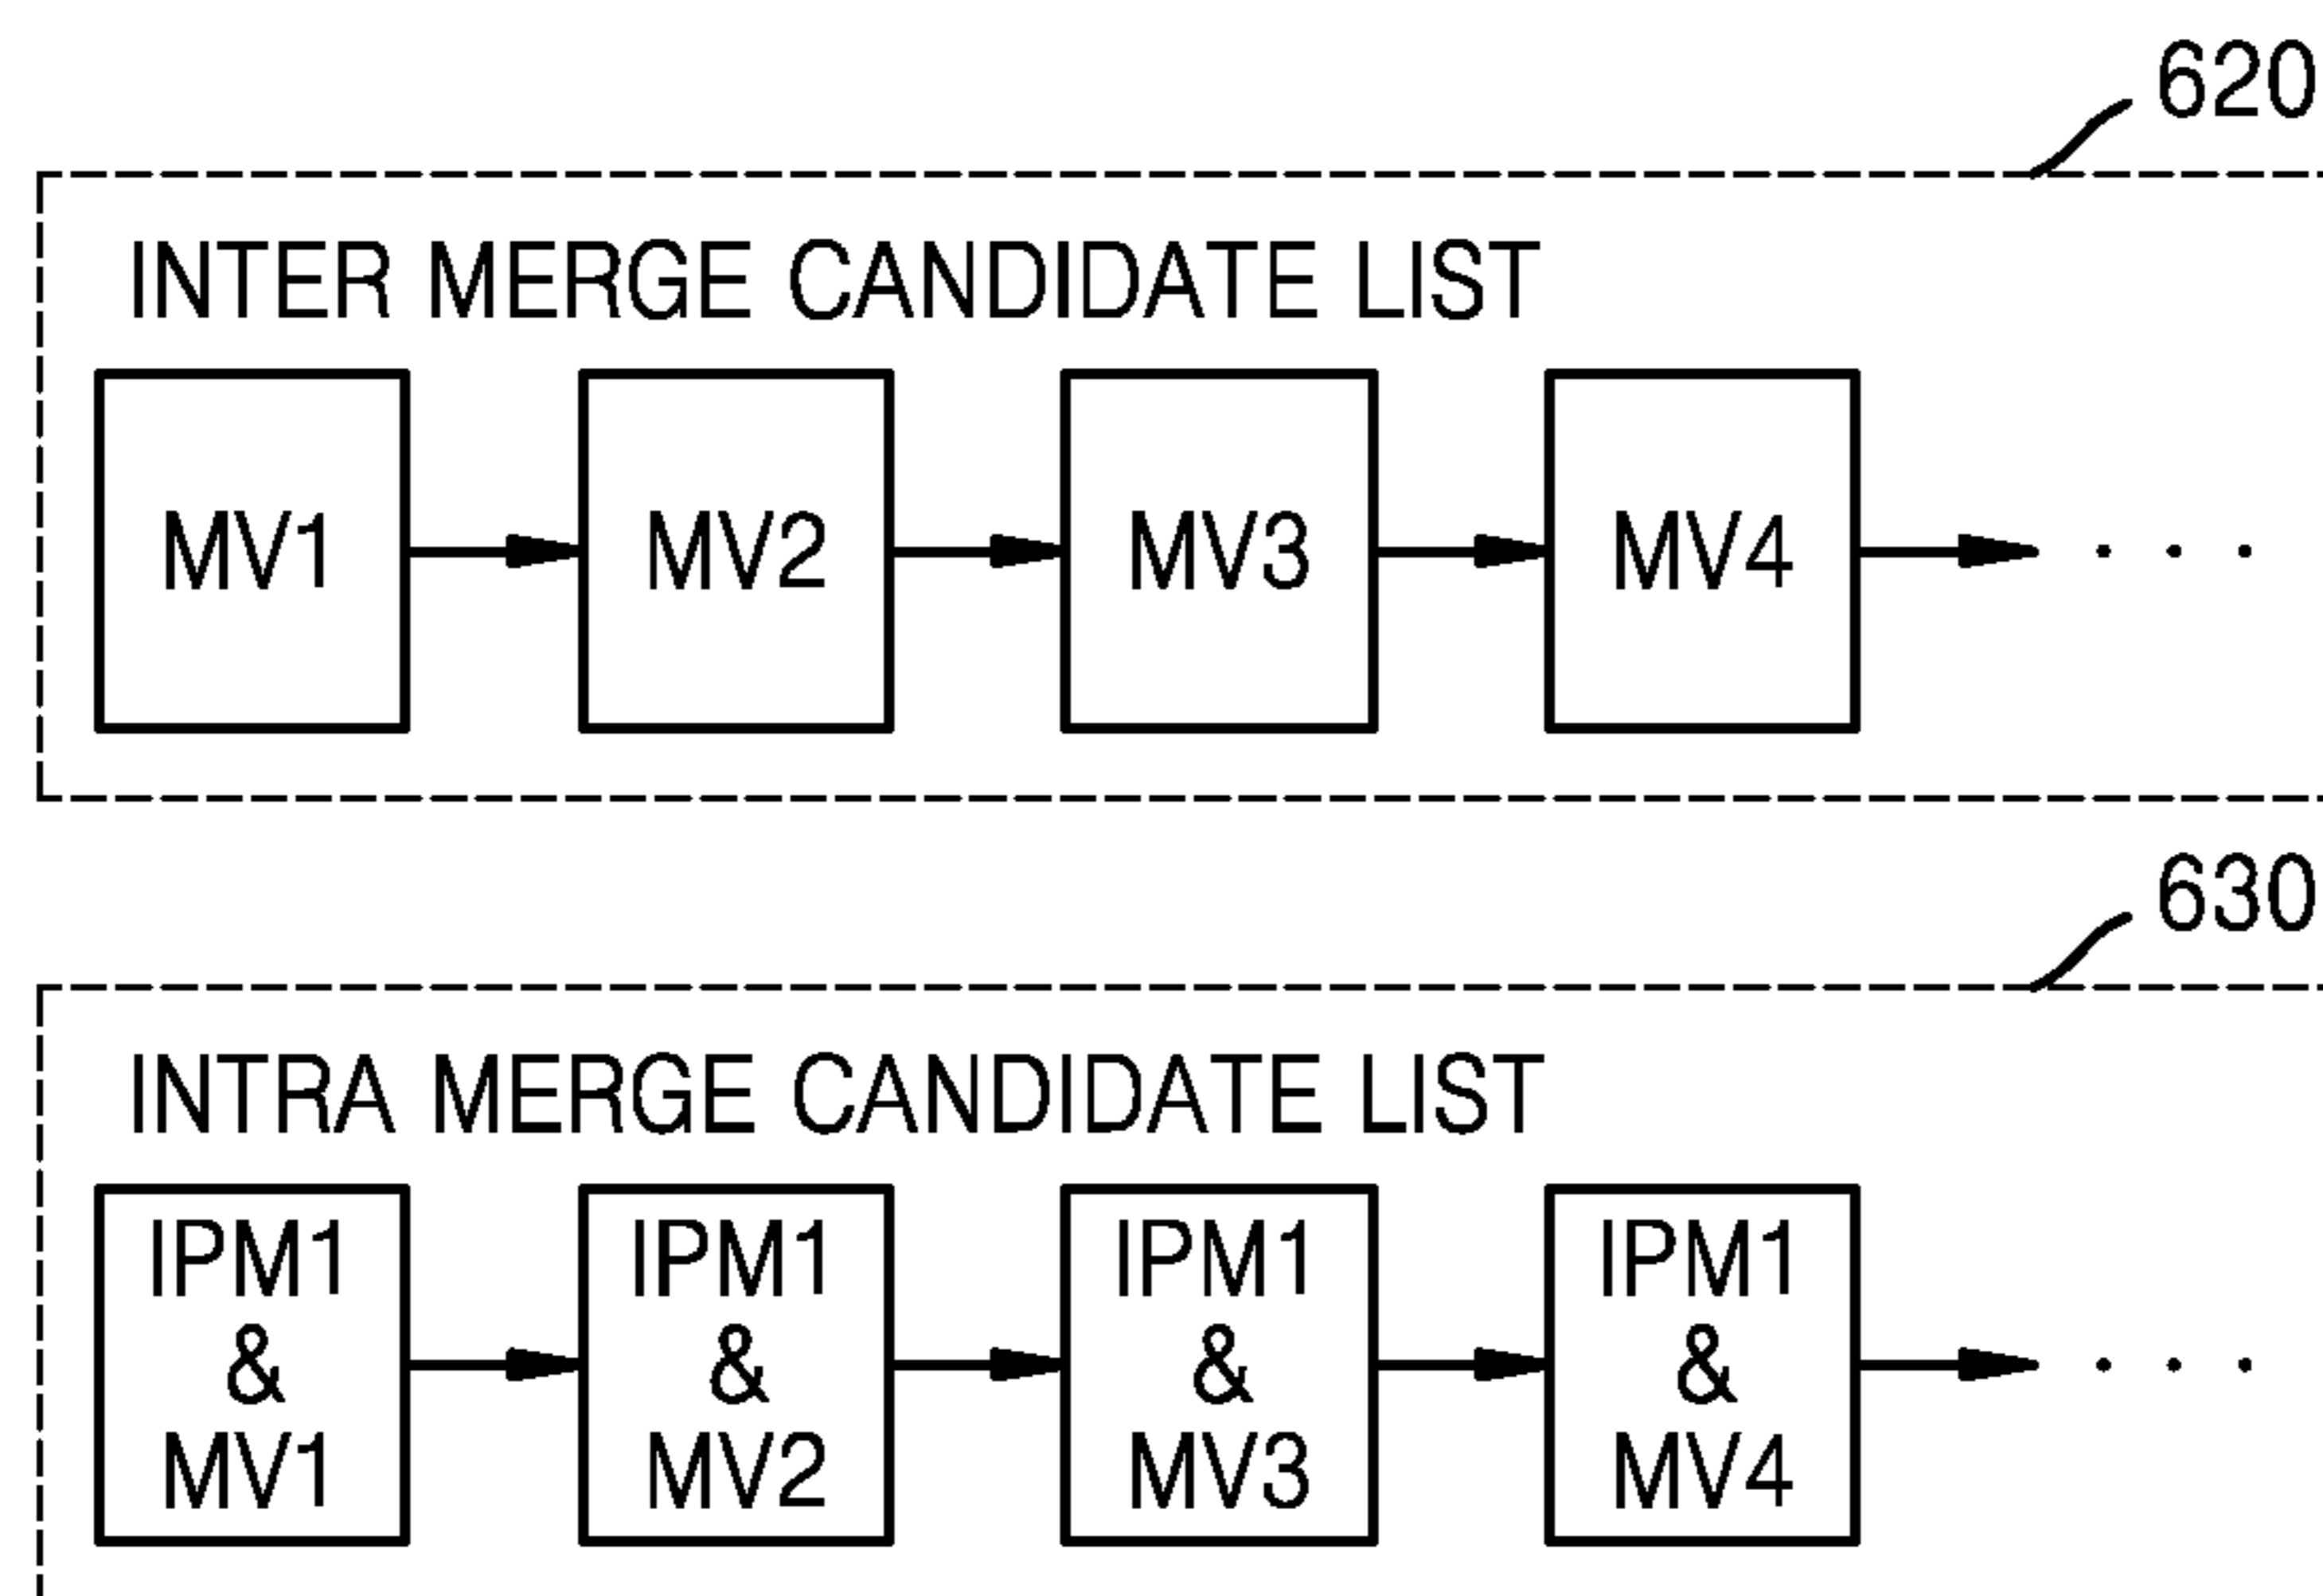 620
INTER MERGE CANDIDATE LIST
MV1 MV2 MV3 MV4 · · ·
630
INTRA MERGE CANDIDATE LIST
IPM1 IPM1 IPM1 IPM1
& & & & · · ·
MV1 MV2 MV3 MV4